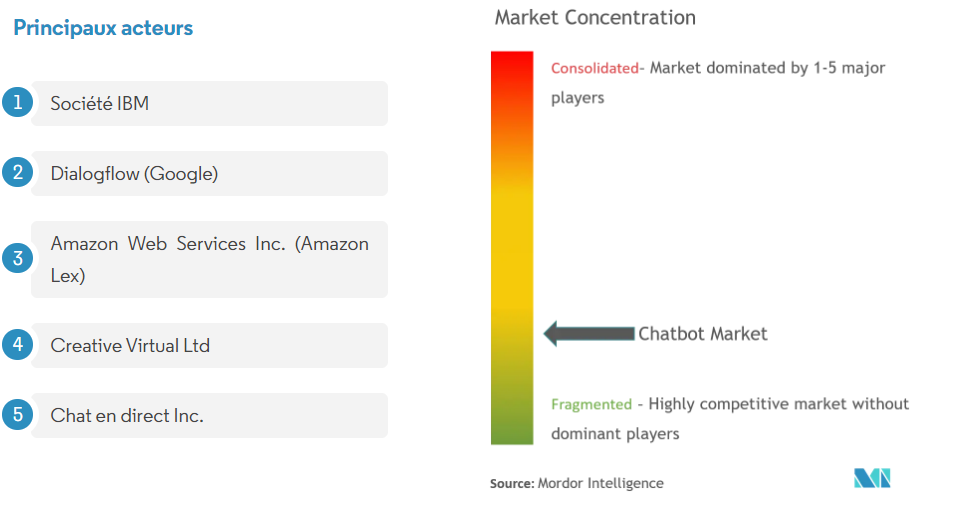 Principaux acteurs
1 Société IBM
2 Dialogflow (Google)
3 Amazon Web Services Inc. (Amazon
Lex)
4 Creative Virtual Ltd
5 Chat en direct Inc.
Market Concentration
Consolidated- Market dominated by 1-5 major
players
Chatbot Market
Fragmented - Highly competitive market without
dominant players
Source: Mordor Intelligence